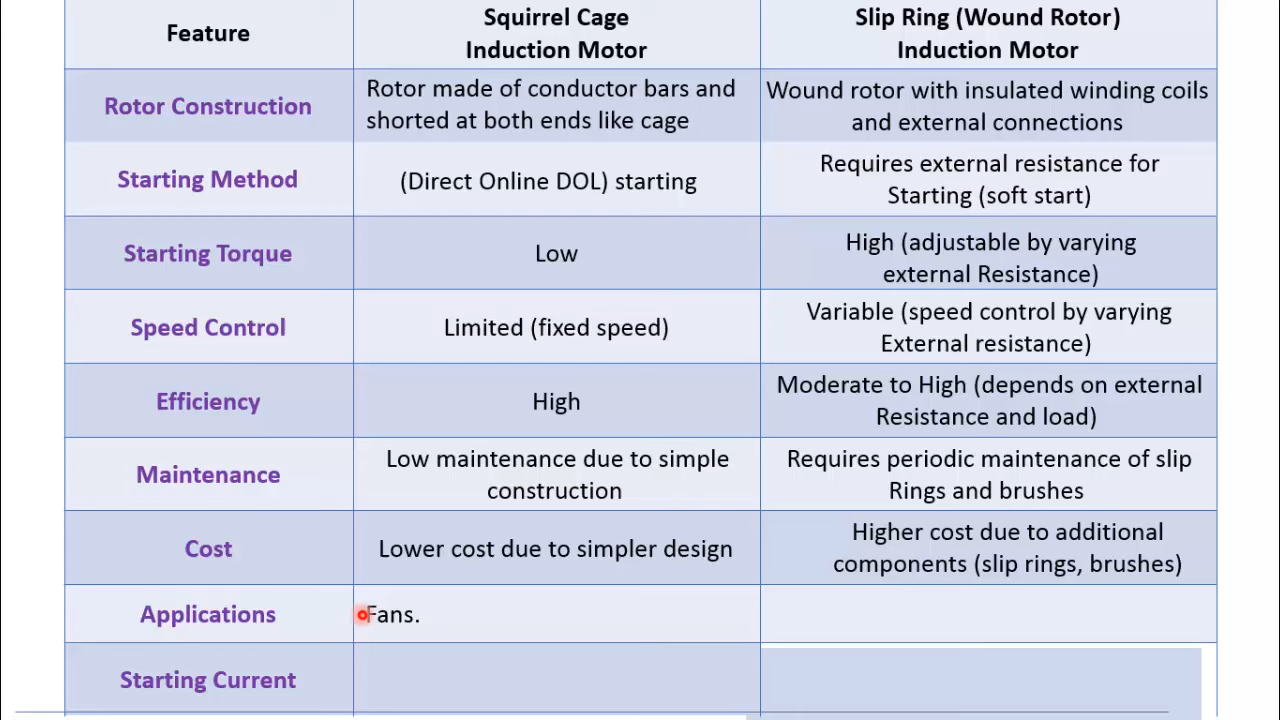 Feature
Squirrel Cage
Induction Motor
Slip Ring (Wound Rotor)
Induction Motor
Rotor Construction
Rotor made of conductor bars and
shorted at both ends like cage
Wound rotor with insulated winding coils
and external connections
Starting Method
(Direct Online DOL) starting
Requires external resistance for
Starting (soft start)
Starting Torque
Low
High (adjustable by varying
external Resistance)
Speed Control
Limited (fixed speed)
Variable (speed control by varying
External resistance)
Efficiency
High
Moderate to High (depends on external
Resistance and load)
Maintenance
Low maintenance due to simple
construction
Requires periodic maintenance of slip
Rings and brushes
Cost
Lower cost due to simpler design
Higher cost due to additional
components (slip rings, brushes)
Applications
Fans.
Starting Current